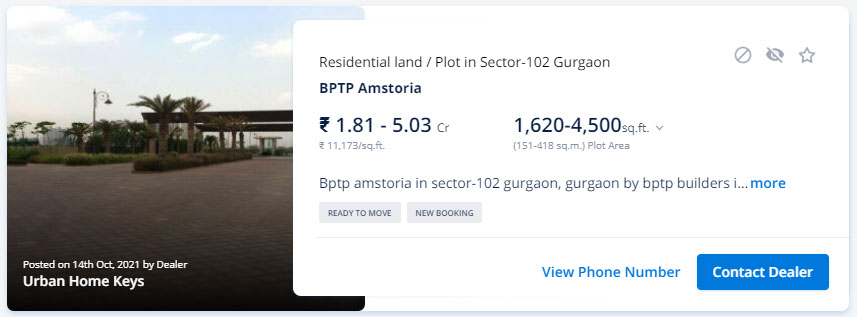 Residential land / Plot in Sector-102 Gurgaon
BPTP Amstoria
₹ 1.81 - 5.03 Cr
₹ 11,173/sq.ft.
1,620-4,500sq.ft.
(151-418 sq.m.) Plot Area
Bptp amstoria in sector-102 gurgaon, gurgaon by bptp builders i...more
READY TO MOVE NEW BOOKING
Posted on 14th Oct, 2021 by Dealer
Urban Home Keys
View Phone Number Contact Dealer